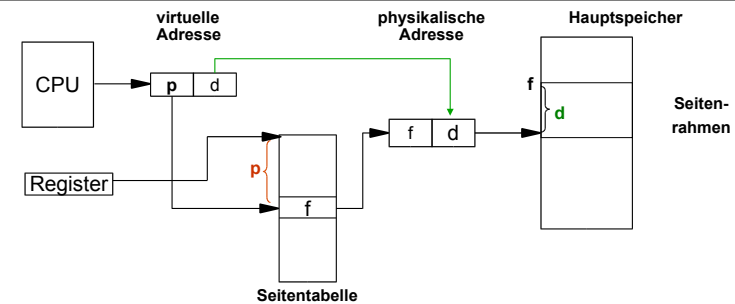 virtuelle
Adresse
physikalische
Adresse
Hauptspeicher
CPU
p d
f
d
Seiten-
rahmen
f d
p
Register
f
Seitentabelle